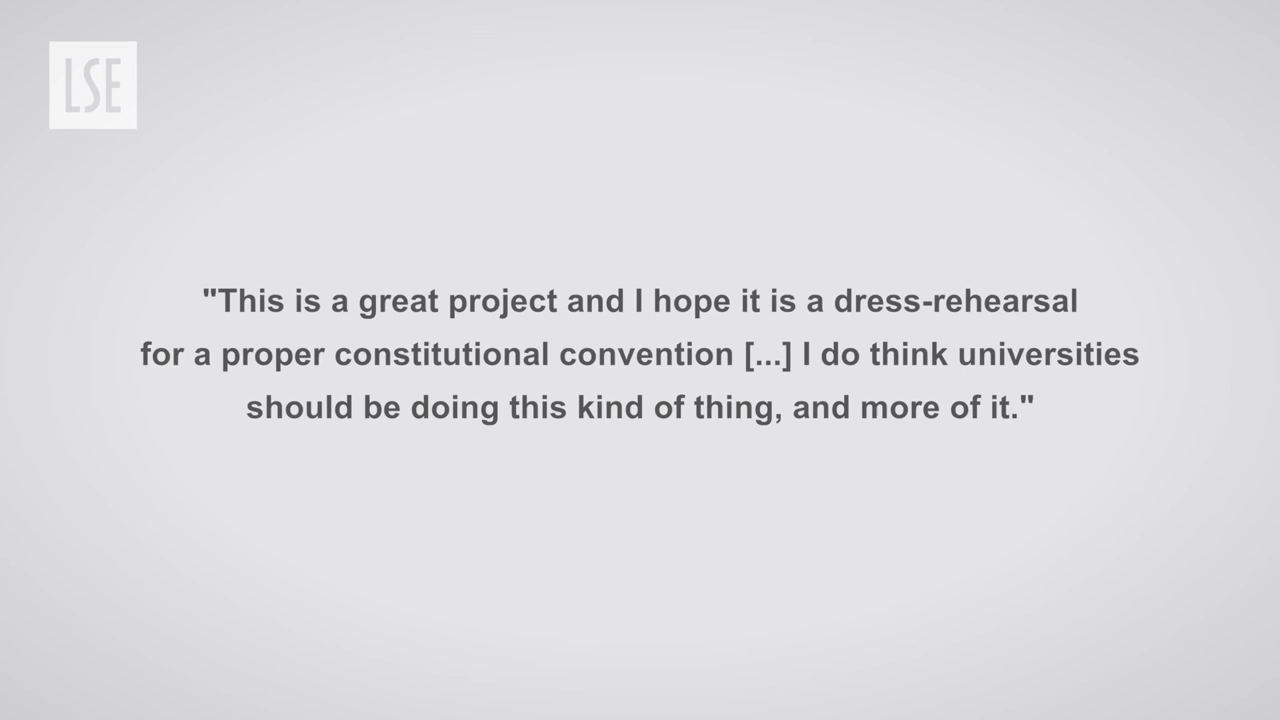 LSE
"This is a great project and I hope it is a dress-rehearsal
for a proper constitutional convention [...] I do think universities
should be doing this kind of thing, and more of it."